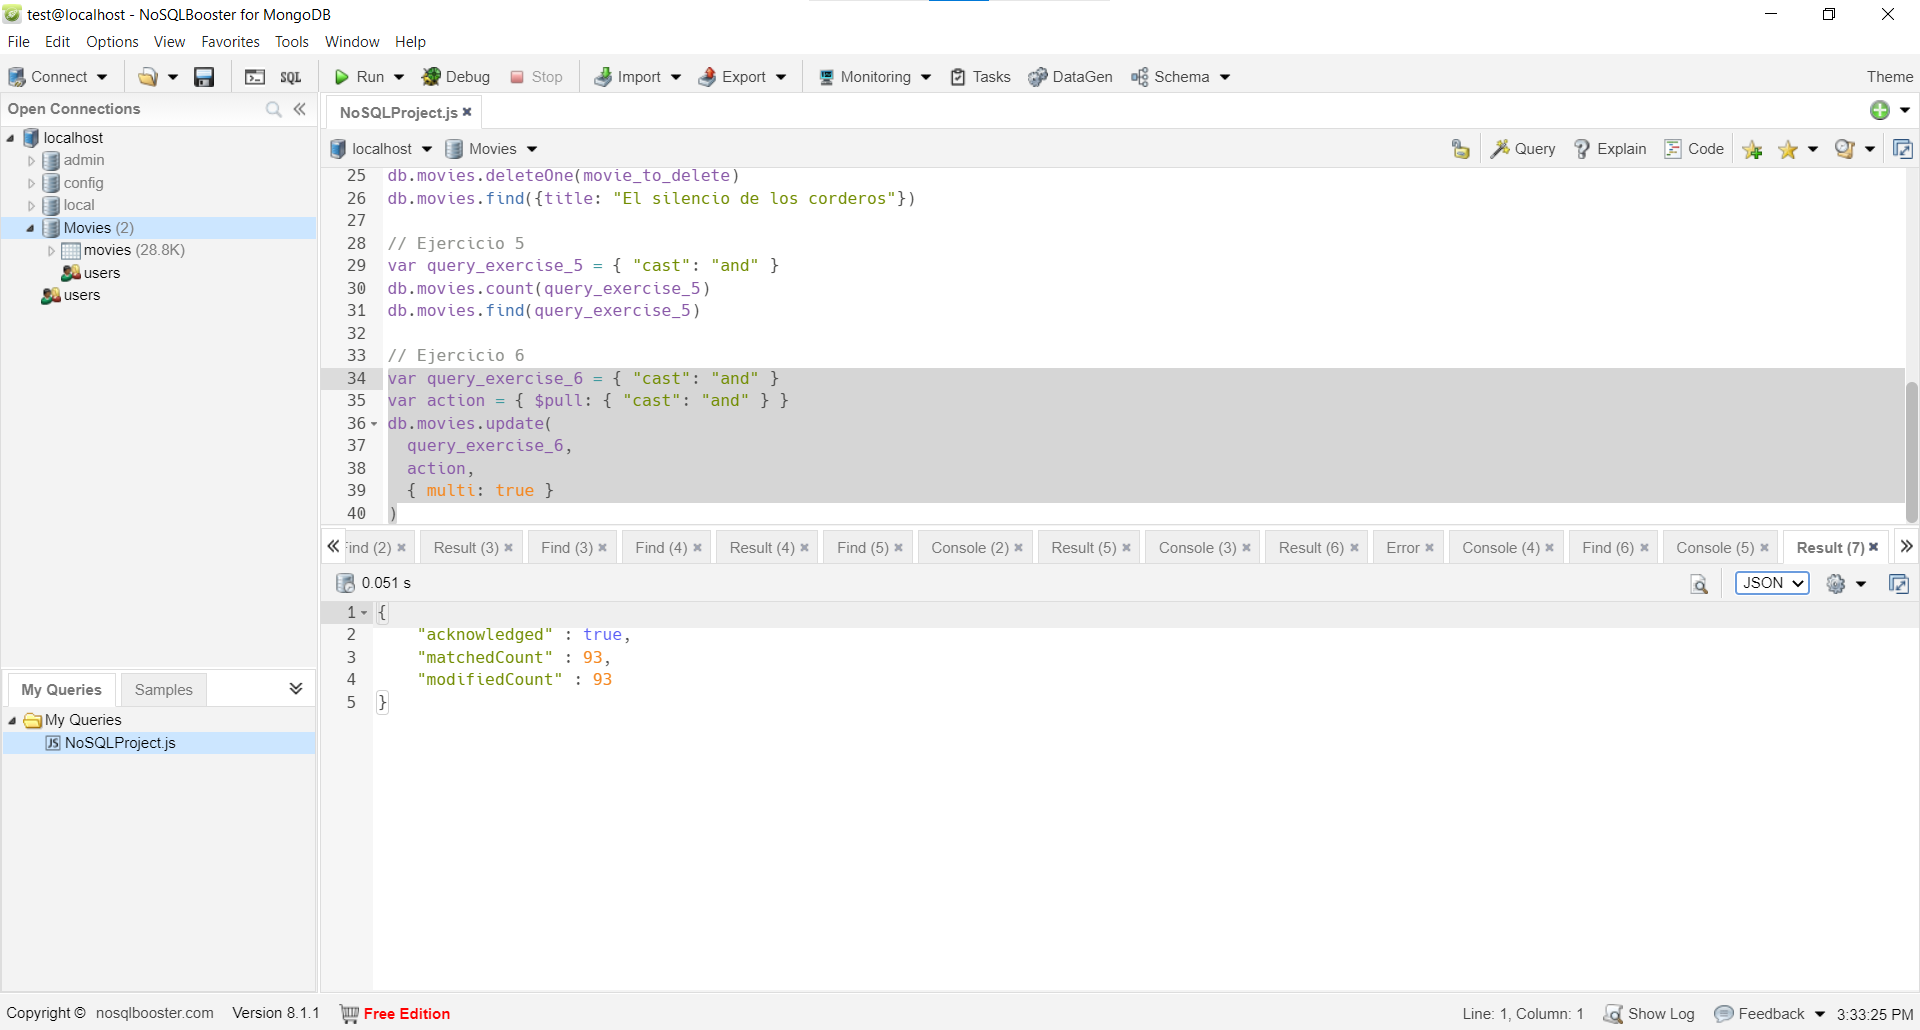 test@localhost - NoSQLBooster for MongoDB
File Edit Options View Favorites Tools Window Help
Connect SQL Run Debug Stop Import Export Monitoring Tasks DataGen Schema Theme
Open Connections
localhost
admin
config
local
Movies (2)
movies (28.8K)
users
users
NoSQLProject.js
localhost Movies Query Explain Code
25 db.movies.deleteOne(movie_to_delete)
26 db.movies.find({title: "El silencio de los corderos"})
27
28 // Ejercicio 5
29 var query_exercise_5 = { "cast": "and" }
30 db.movies.count(query_exercise_5)
31 db.movies.find(query_exercise_5)
32
33 // Ejercicio 6
34 var query_exercise_6 = { "cast": "and" }
35 var action = { $pull: { "cast": "and" } }
36 db.movies.update(
37 query_exercise_6,
38 action,
39 { multi: true }
40 )
ind (2) Result (3) Find (3) Find (4) Result (4) Find (5) Console (2) Result (5) Console (3) Result (6) Error Console (4) Find (6) Console (5) Result (7)
0.051 s JSON
1 {
2 "acknowledged" : true,
3 "matchedCount" : 93,
4 "modifiedCount" : 93
5 }
My Queries Samples
My Queries
JS NoSQLProject.js
Copyright © nosqlbooster.com Version 8.1.1 Free Edition Line: 1, Column: 1 Show Log Feedback 3:33:25 PM